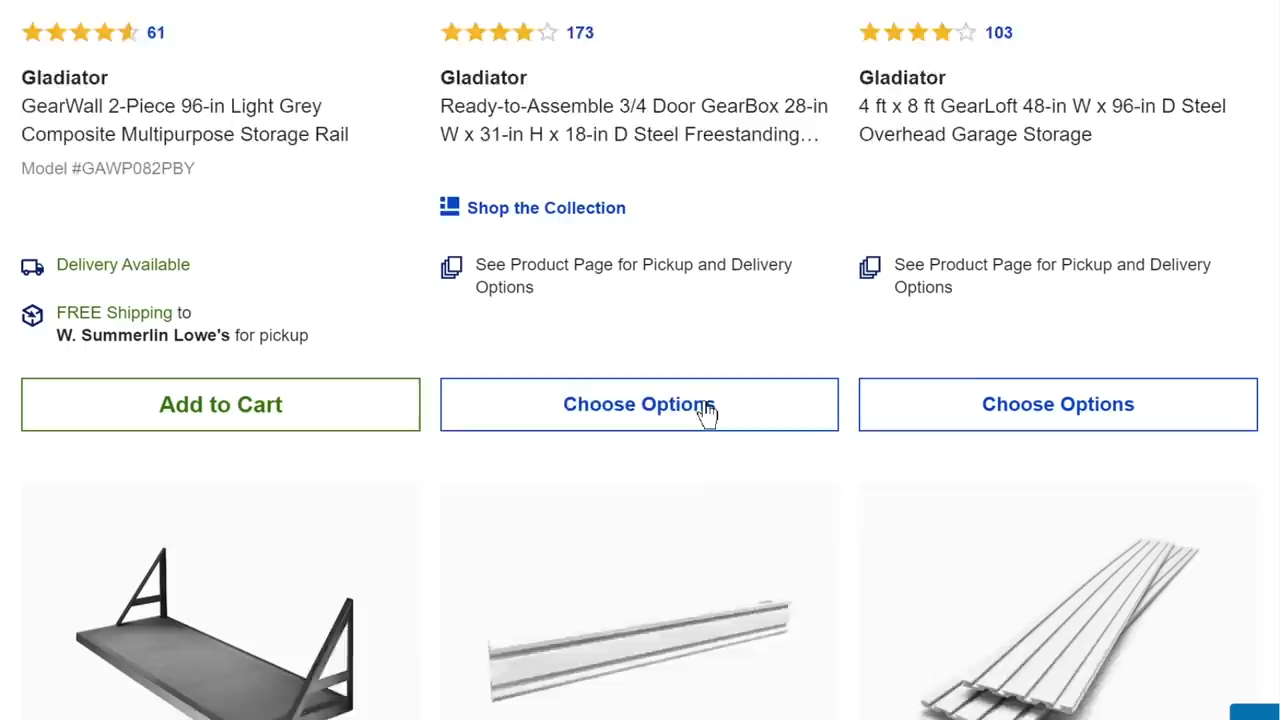 61
173
103
Gladiator
GearWall 2-Piece 96-in Light Grey
Composite Multipurpose Storage Rail
Model #GAWP082PBY
Gladiator
Ready-to-Assemble 3/4 Door GearBox 28-in
W x 31-in H x 18-in D Steel Freestanding…
Shop the Collection
Gladiator
4 ft x 8 ft GearLoft 48-in W x 96-in D Steel
Overhead Garage Storage
Delivery Available
FREE Shipping to
W. Summerlin Lowe's for pickup
See Product Page for Pickup and Delivery
Options
See Product Page for Pickup and Delivery
Options
Add to Cart
Choose Options
Choose Options